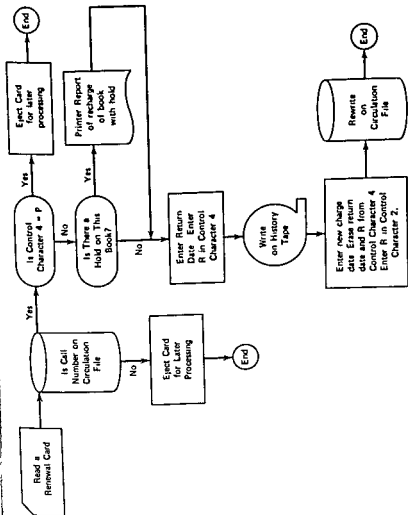 Read a
Renewal Card
Is Call
Number on
Circulation
File
No
Eject Card
for Later
Processing
End
Yes
Is Control
Character 4 = P
Yes
Eject Card
for later
processing
End
No
Is There a
Hold on This
Book?
Yes
Printer Report
of recharge
of book
with hold
No
Enter Return
Date Enter
R in Control
Character 4
Write
on History
Tape
Enter new charge
date Erase return
date and R from
Control Character 4
Enter R in Control
Character 2.
Rewrite
on
Circulation
File
End